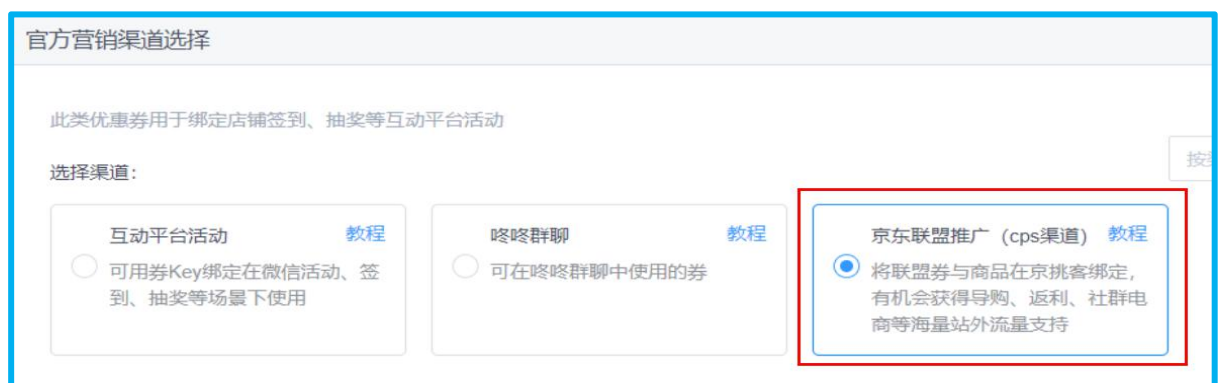 官方营销渠道选择
此类优惠券用于绑定店铺签到、抽奖等互动平台活动
选择渠道：
按
互动平台活动 教程
可用券Key绑定在微信活动、签
到、抽奖等场景下使用
咚咚群聊 教程
可在咚咚群聊中使用的券
京东联盟推广（cps渠道） 教程
将联盟券与商品在京挑客绑定，
有机会获得导购、返利、社群电
商等海量站外流量支持